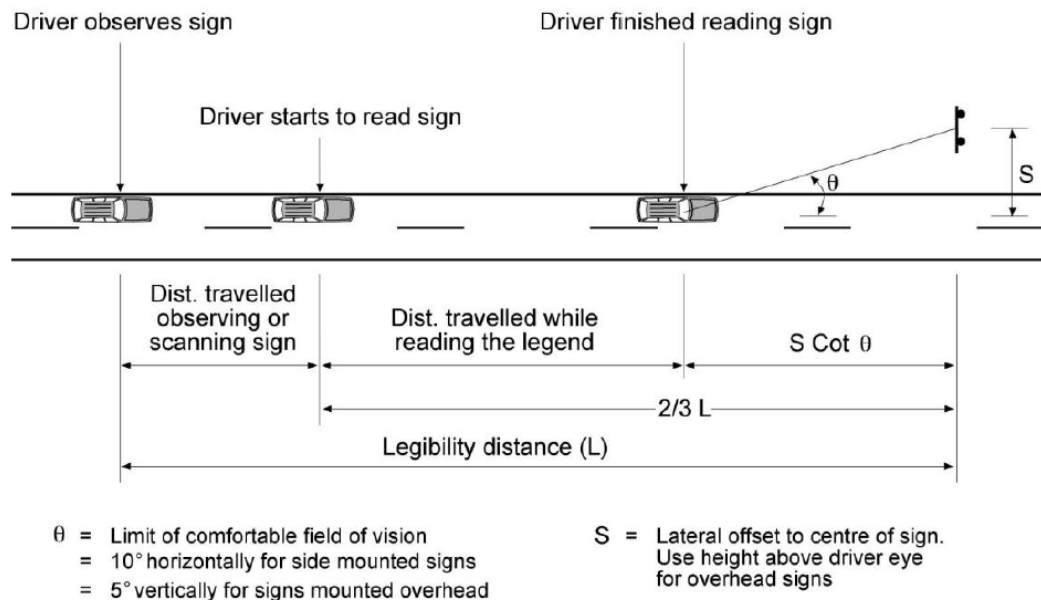 Driver observes sign
Driver finished reading sign
Driver starts to read sign
θ
S
Dist. travelled
observing or
scanning sign
Dist. travelled while
reading the legend
S Cot θ
2/3 L
Legibility distance (L)
θ = Limit of comfortable field of vision
= 10° horizontally for side mounted signs
= 5° vertically for signs mounted overhead
S = Lateral offset to centre of sign.
Use height above driver eye
for overhead signs